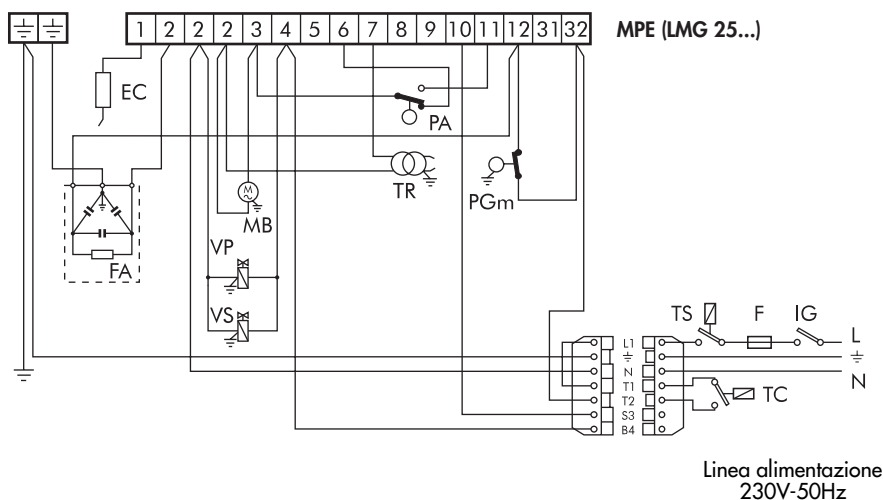 1 2 2 2 3 4 5 6 7 8 9 10 11 12 31 32 MPE (LMG 25...)
EC
PA
TR
PGm
M
MB
VP
FA
VS
TS F IG
L1 L
N N
T1
T2 TC
S3
B4
Linea alimentazione
230V-50Hz